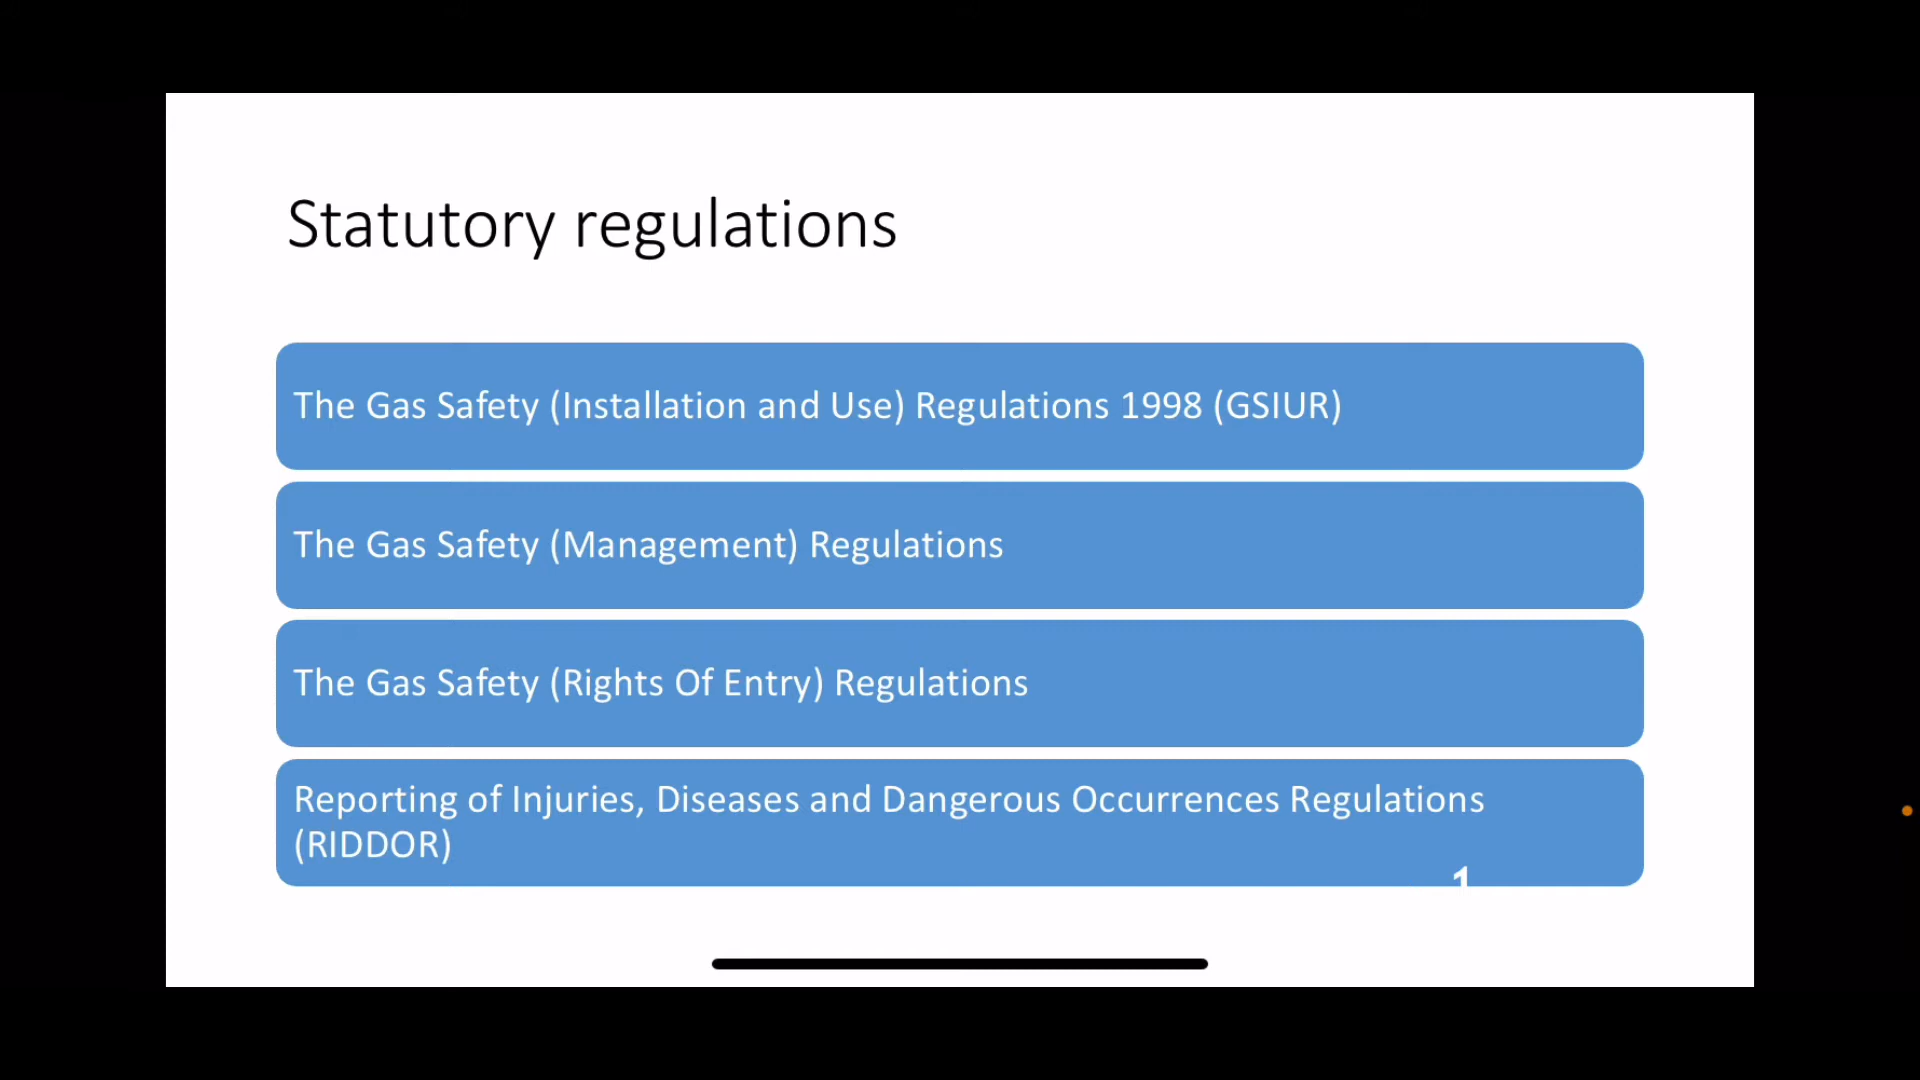 Statutory regulations
The Gas Safety (Installation and Use) Regulations 1998 (GSIUR)
The Gas Safety (Management) Regulations
The Gas Safety (Rights Of Entry) Regulations
Reporting of Injuries, Diseases and Dangerous Occurrences Regulations
(RIDDOR)
1